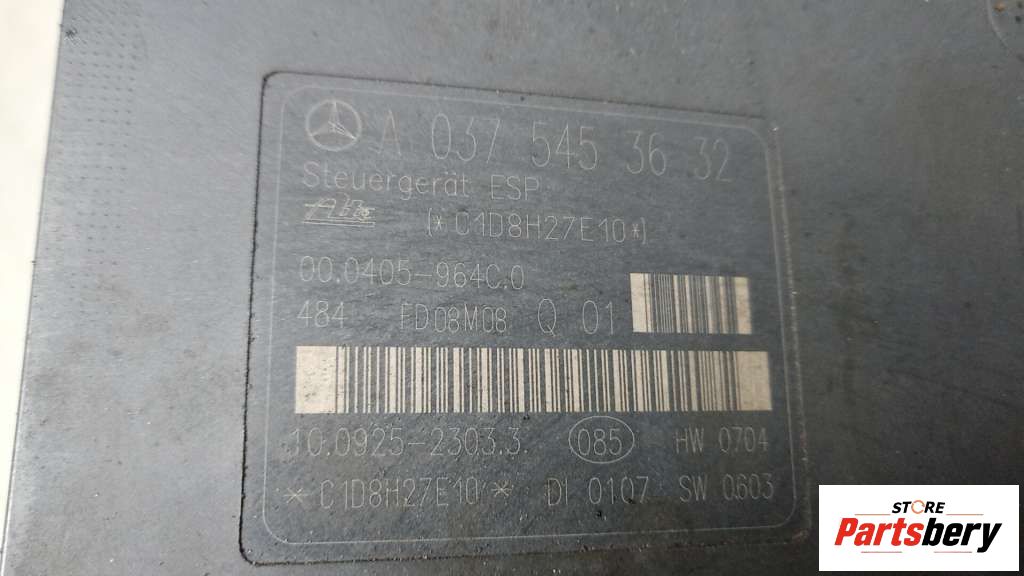 A 037 545 36 32
Steuergerät ESP
Ate (*C1D8H27E10*)
00.0405-964C.0
484 FD08M08 Q 01
10.0925-2303.3 085 HW 0704
*C1D8H27E10* DI 0107 SW 0603
STORE
Partsbery